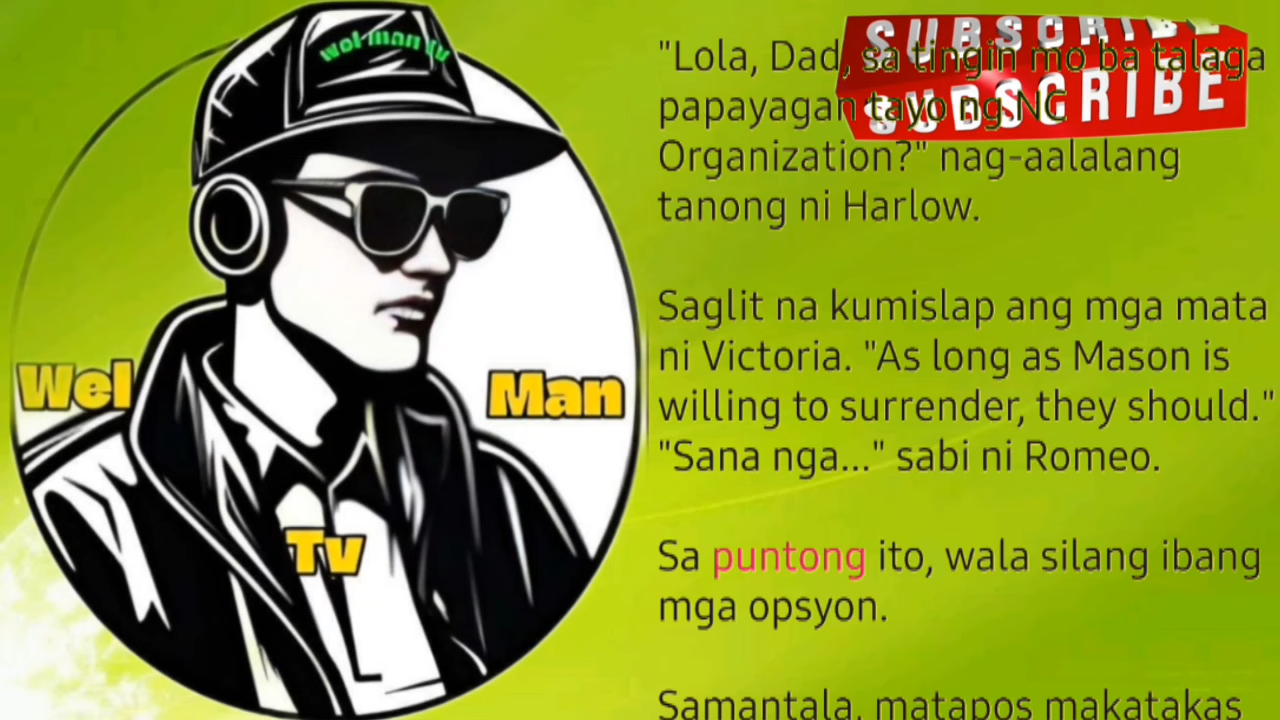 wel man tv
SUBSCRIBE
SUBSCRIBE
"Lola, Dad, sa tingin mo ba talaga
papayagan tayo ng NC
Organization?" nag-aalalang
tanong ni Harlow.
Saglit na kumislap ang mga mata
ni Victoria. "As long as Mason is
willing to surrender, they should."
"Sana nga..." sabi ni Romeo.
Sa puntong ito, wala silang ibang
mga opsyon.
Samantala, matapos makatakas
Wel
Man
Tv